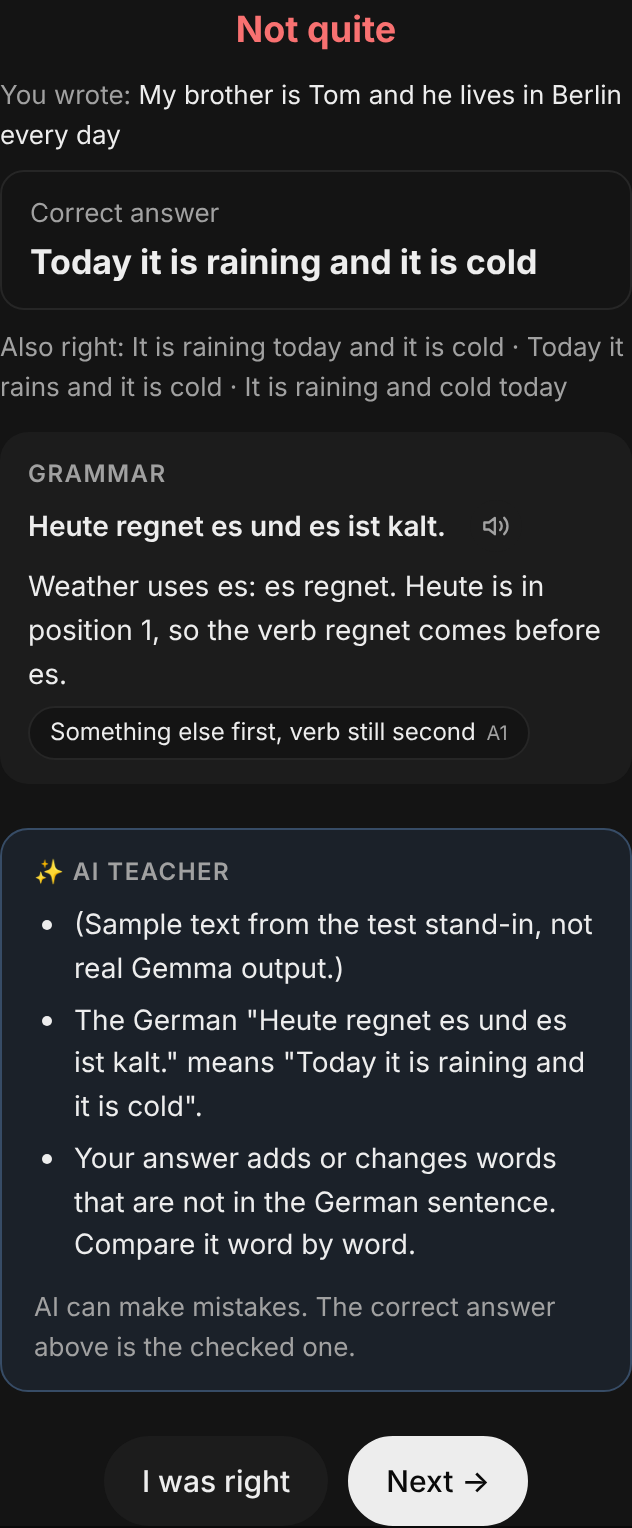 Not quite
You wrote: My brother is Tom and he lives in Berlin
every day
Correct answer
Today it is raining and it is cold
Also right: It is raining today and it is cold · Today it
rains and it is cold · It is raining and cold today
GRAMMAR
Heute regnet es und es ist kalt.
Weather uses es: es regnet. Heute is in
position 1, so the verb regnet comes before
es.
Something else first, verb still second A1
✨ AI TEACHER
• (Sample text from the test stand-in, not
real Gemma output.)
• The German "Heute regnet es und es
ist kalt." means "Today it is raining and
it is cold".
• Your answer adds or changes words
that are not in the German sentence.
Compare it word by word.
AI can make mistakes. The correct answer
above is the checked one.
I was right
Next →